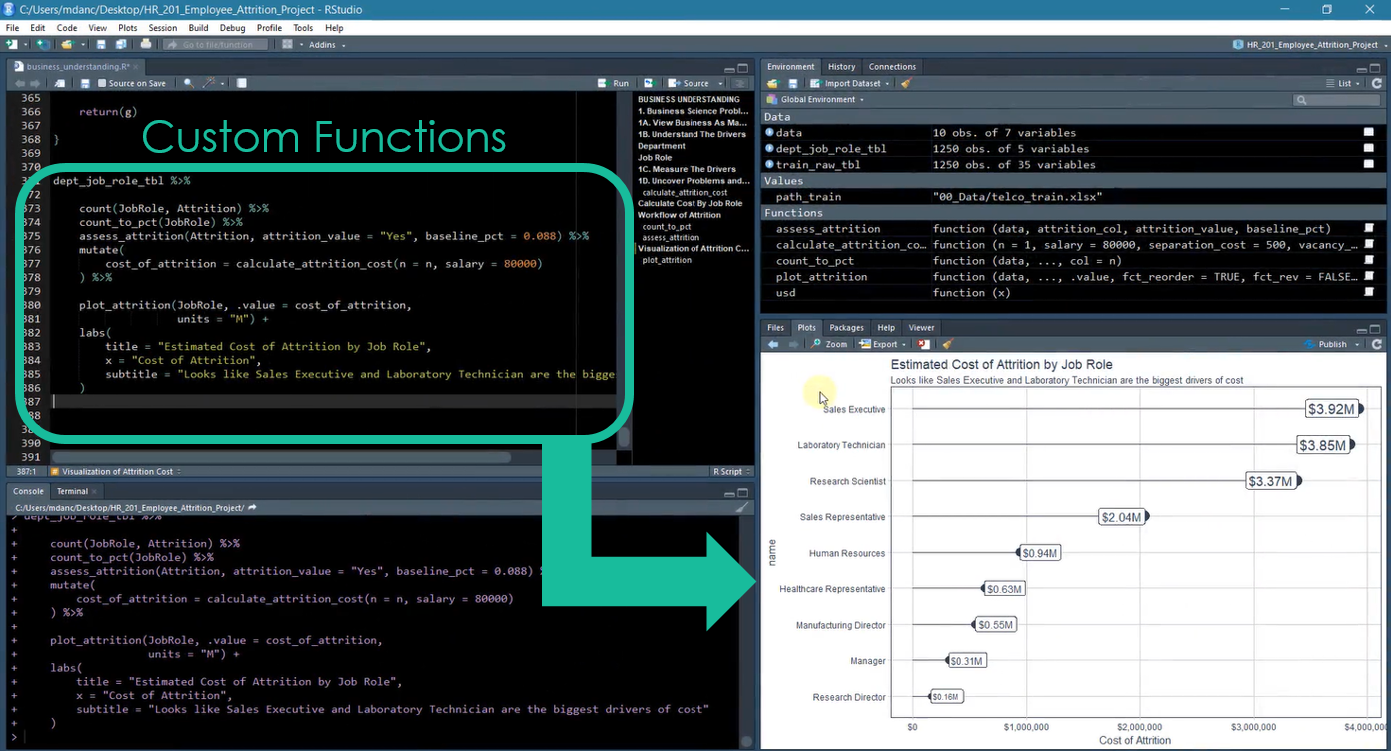 C:/Users/mdanc/Desktop/HR_201_Employee_Attrition_Project - RStudio
File Edit Code View Plots Session Build Debug Profile Tools Help
Go to file/function Addins
HR_201_Employee_Attrition_Project
business_understanding.R*
Source on Save Run Source
365
366 return(g)
367
368 }
369
370
Custom Functions
371 dept_job_role_tbl %>%
372
373 count(JobRole, Attrition) %>%
374 count_to_pct(JobRole) %>%
375 assess_attrition(Attrition, attrition_value = "Yes", baseline_pct = 0.088) %>%
376 mutate(
377 cost_of_attrition = calculate_attrition_cost(n = n, salary = 80000)
378 ) %>%
379
380 plot_attrition(JobRole, .value = cost_of_attrition,
381 units = "M") +
382 labs(
383 title = "Estimated Cost of Attrition by Job Role",
384 x = "Cost of Attrition",
385 subtitle = "Looks like Sales Executive and Laboratory Technician are the bigge
386 )
387
388
389
390
391
387:1 Visualization of Attrition Cost R Script
BUSINESS UNDERSTANDING
1. Business Science Probl...
1A. View Business As Ma...
1B. Understand The Drivers
Department
Job Role
1C. Measure The Drivers
1D. Uncover Problems and...
calculate_attrition_cost
Calculate Cost By Job Role
Workflow of Attrition
count_to_pct
assess_attrition
Visualization of Attrition C...
plot_attrition
Console Terminal
C:/Users/mdanc/Desktop/HR_201_Employee_Attrition_Project/
> dept_job_role_tbl %>%
+
+ count(JobRole, Attrition) %>%
+ count_to_pct(JobRole) %>%
+ assess_attrition(Attrition, attrition_value = "Yes", baseline_pct = 0.088) %
+ mutate(
+ cost_of_attrition = calculate_attrition_cost(n = n, salary = 80000)
+ ) %>%
+
+ plot_attrition(JobRole, .value = cost_of_attrition,
+ units = "M") +
+ labs(
+ title = "Estimated Cost of Attrition by Job Role",
+ x = "Cost of Attrition",
+ subtitle = "Looks like Sales Executive and Laboratory Technician are the biggest drivers of cost"
+ )
>
Environment History Connections
Import Dataset List
Global Environment
Data
data 10 obs. of 7 variables
dept_job_role_tbl 1250 obs. of 5 variables
train_raw_tbl 1250 obs. of 35 variables
Values
path_train "00_Data/telco_train.xlsx"
Functions
assess_attrition function (data, attrition_col, attrition_value, baseline_pct)
calculate_attrition_co... function (n = 1, salary = 80000, separation_cost = 500, vacancy_...
count_to_pct function (data, ..., col = n)
plot_attrition function (data, ..., .value, fct_reorder = TRUE, fct_rev = FALSE...
usd function (x)
Files Plots Packages Help Viewer
Zoom Export Publish
Estimated Cost of Attrition by Job Role
Looks like Sales Executive and Laboratory Technician are the biggest drivers of cost
Sales Executive $3.92M
Laboratory Technician $3.85M
Research Scientist $3.37M
Sales Representative $2.04M
name
Human Resources $0.94M
Healthcare Representative $0.63M
Manufacturing Director $0.55M
Manager $0.31M
Research Director $0.16M
$0 $1,000,000 $2,000,000 $3,000,000 $4,000,000
Cost of Attrition